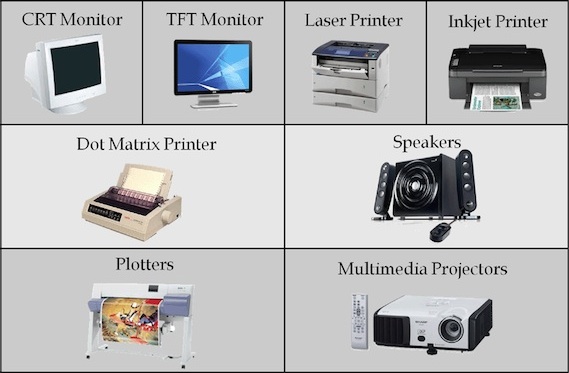 CRT Monitor
TFT Monitor
Laser Printer
Inkjet Printer
Dot Matrix Printer
Speakers
Plotters
Multimedia Projectors